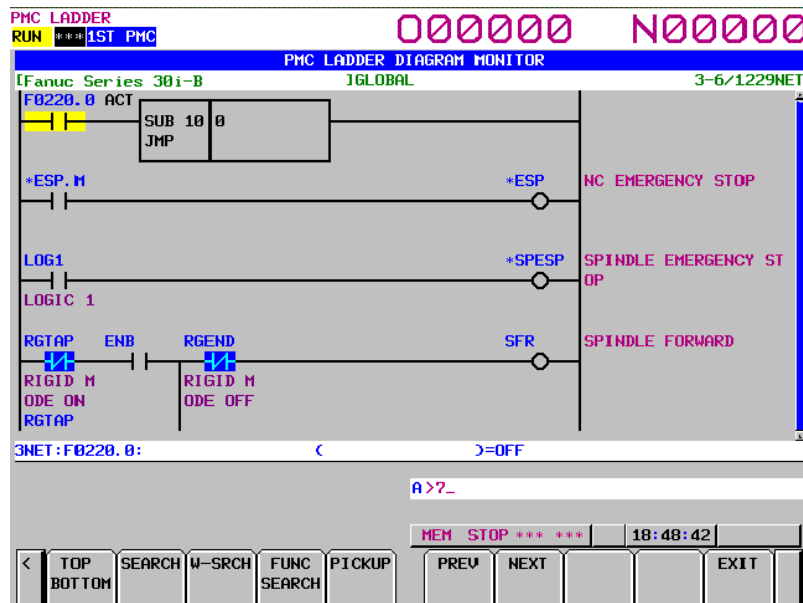 PMC LADDER
RUN *** 1ST PMC O00000 N00000
PMC LADDER DIAGRAM MONITOR
[Fanuc Series 30i-B ]GLOBAL 3-6/1229NET
F0220.0 ACT
SUB 10 0
JMP
*ESP.M *ESP NC EMERGENCY STOP
LOG1 *SPESP SPINDLE EMERGENCY ST
OP
LOGIC 1
RGTAP ENB RGEND SFR SPINDLE FORWARD
RIGID M RIGID M
ODE ON ODE OFF
RGTAP
3NET:F0220.0: ( )=OFF
A>7_
MEM STOP *** *** 18:48:42
< TOP BOTTOM SEARCH W-SRCH FUNC SEARCH PICKUP PREV NEXT EXIT